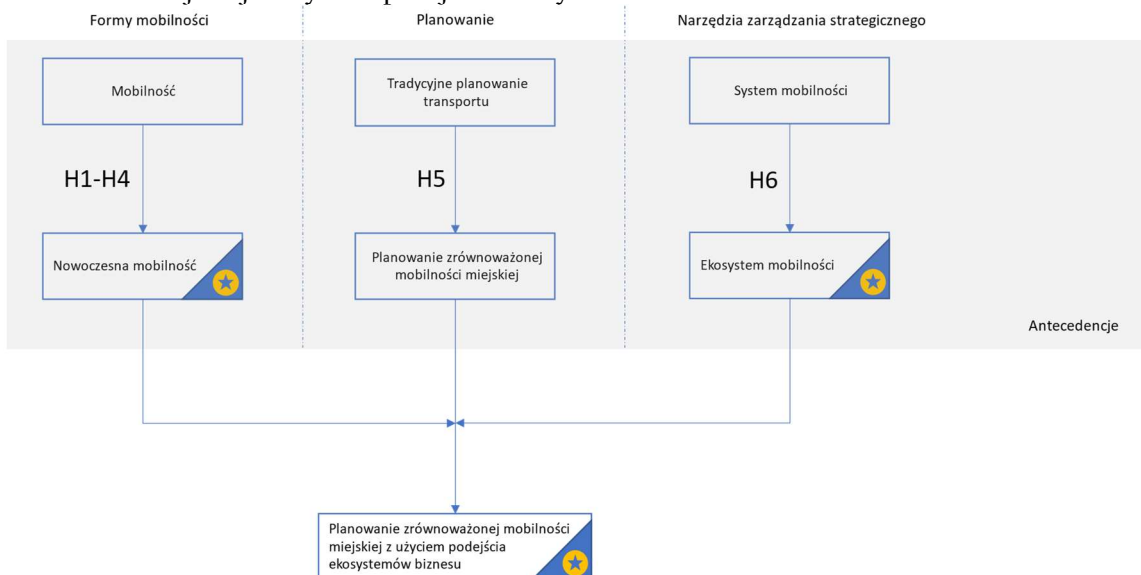 Formy mobilności
Planowanie
Narzędzia zarządzania strategicznego
Mobilność
Tradycyjne planowanie
transportu
System mobilności
H1-H4
H5
H6
Nowoczesna mobilność
Planowanie zrównoważonej
mobilności miejskiej
Ekosystem mobilności
Antecedencje
Planowanie zrównoważonej mobilności
miejskiej z użyciem podejścia
ekosystemów biznesu